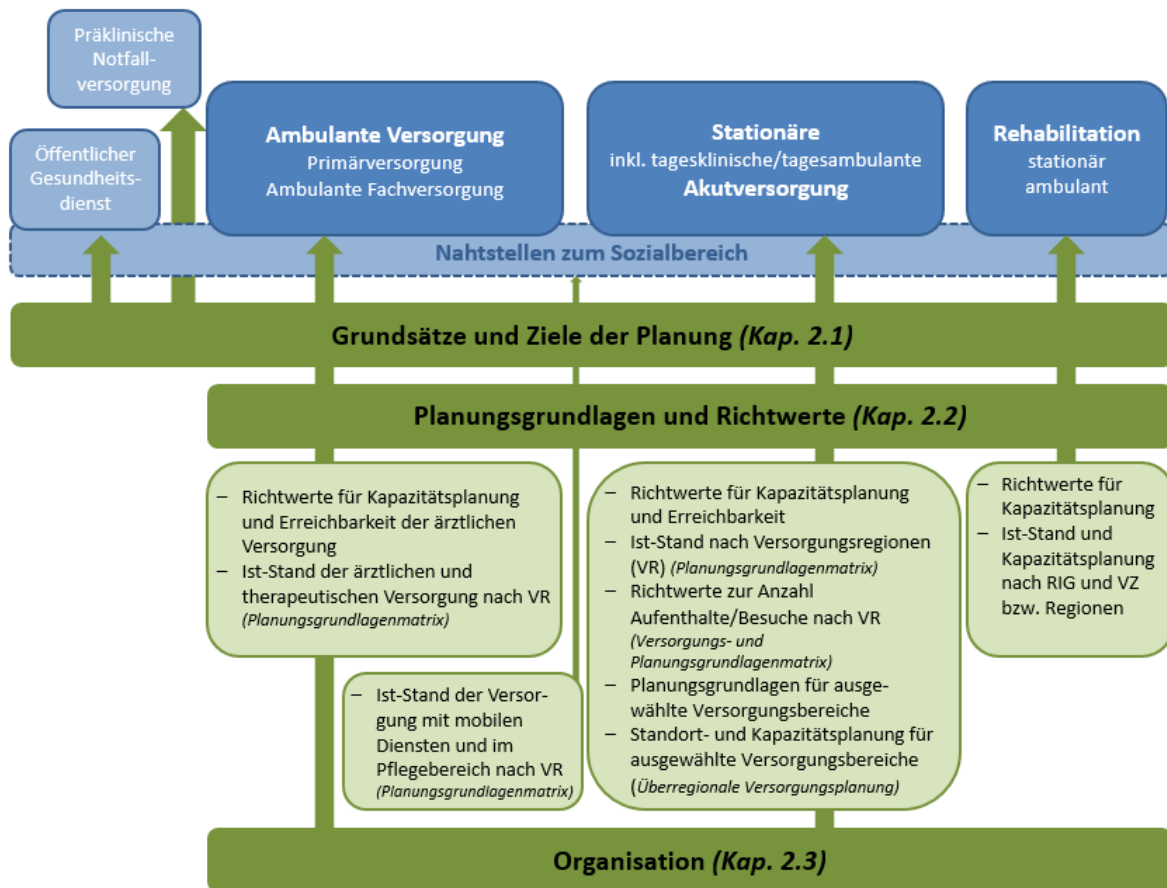 Präklinische
Notfall-
versorgung
Öffentlicher
Gesundheits-
dienst
Ambulante Versorgung
Primärversorgung
Ambulante Fachversorgung
Stationäre
inkl. tagesklinische/tagesambulante
Akutversorgung
Rehabilitation
stationär
ambulant
Nahtstellen zum Sozialbereich
Grundsätze und Ziele der Planung (Kap. 2.1)
Planungsgrundlagen und Richtwerte (Kap. 2.2)
– Richtwerte für Kapazitätsplanung
und Erreichbarkeit der ärztlichen
Versorgung
– Ist-Stand der ärztlichen und
therapeutischen Versorgung nach VR
(Planungsgrundlagenmatrix)
– Ist-Stand der Versor-
gung mit mobilen
Diensten und im
Pflegebereich nach VR
(Planungsgrundlagenmatrix)
– Richtwerte für Kapazitätsplanung
und Erreichbarkeit
– Ist-Stand nach Versorgungsregionen
(VR) (Planungsgrundlagenmatrix)
– Richtwerte zur Anzahl
Aufenthalte/Besuche nach VR
(Versorgungs- und
Planungsgrundlagenmatrix)
– Planungsgrundlagen für ausge-
wählte Versorgungsbereiche
– Standort- und Kapazitätsplanung für
ausgewählte Versorgungsbereiche
(Überregionale Versorgungsplanung)
– Richtwerte für
Kapazitätsplanung
– Ist-Stand und
Kapazitätsplanung
nach RIG und VZ
bzw. Regionen
Organisation (Kap. 2.3)